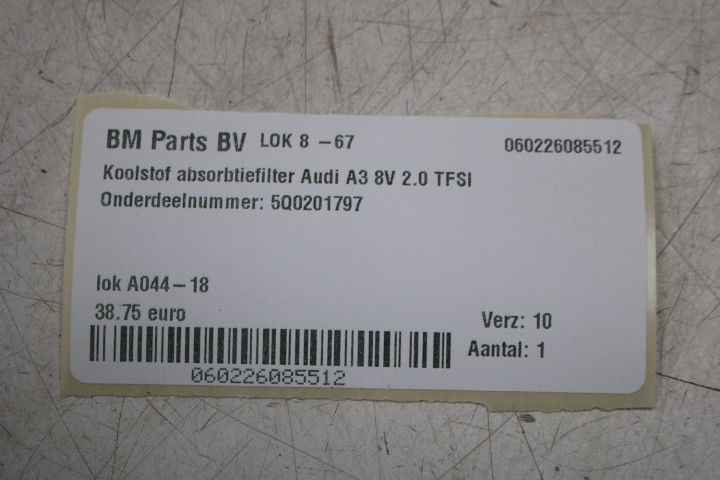 BM Parts BV LOK 8 -67 060226085512
Koolstof absorbtiefilter Audi A3 8V 2.0 TFSI
Onderdeelnummer: 5Q0201797
lok A044-18
38.75 euro
Verz: 10
Aantal: 1
060226085512